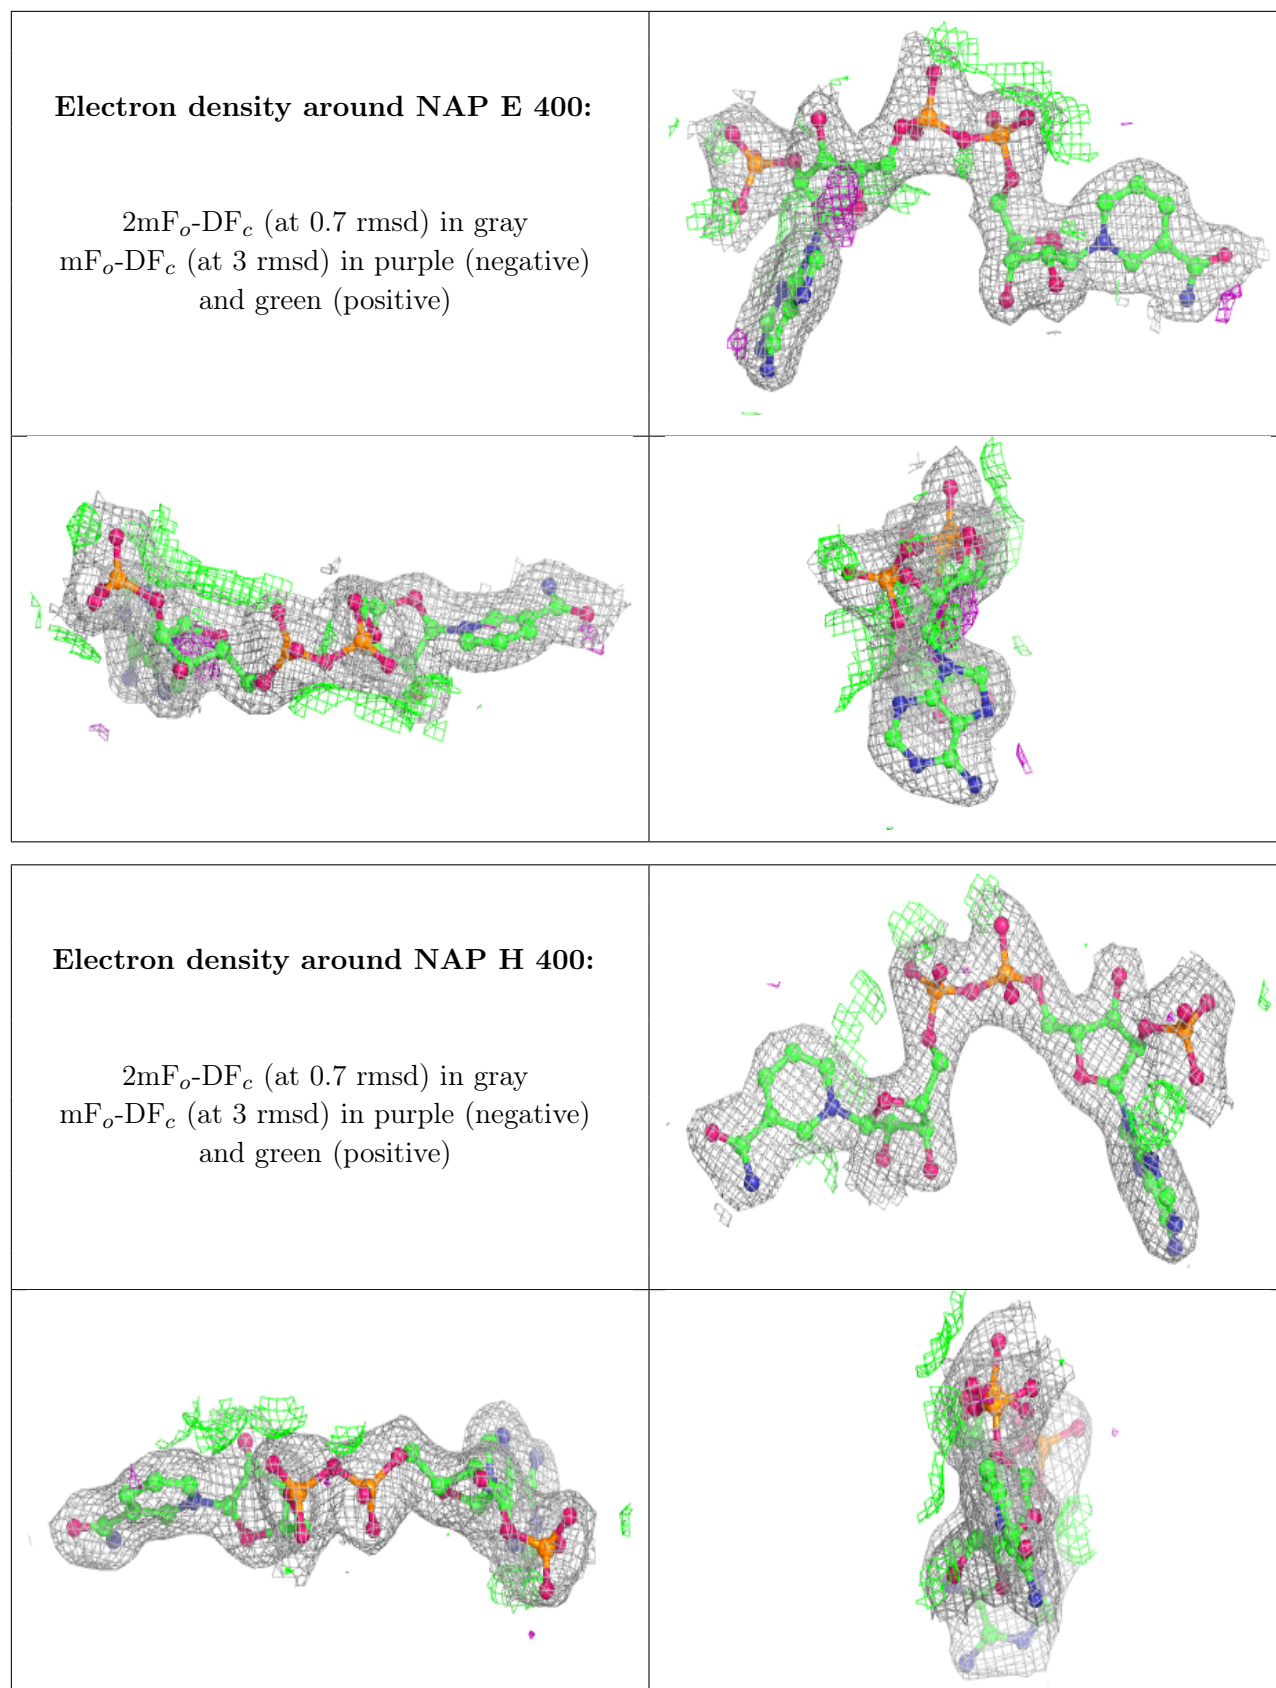 Electron density around NAP E 400:
2mFo-DFc (at 0.7 rmsd) in gray
mFo-DFc (at 3 rmsd) in purple (negative)
and green (positive)
Electron density around NAP H 400:
2mFo-DFc (at 0.7 rmsd) in gray
mFo-DFc (at 3 rmsd) in purple (negative)
and green (positive)